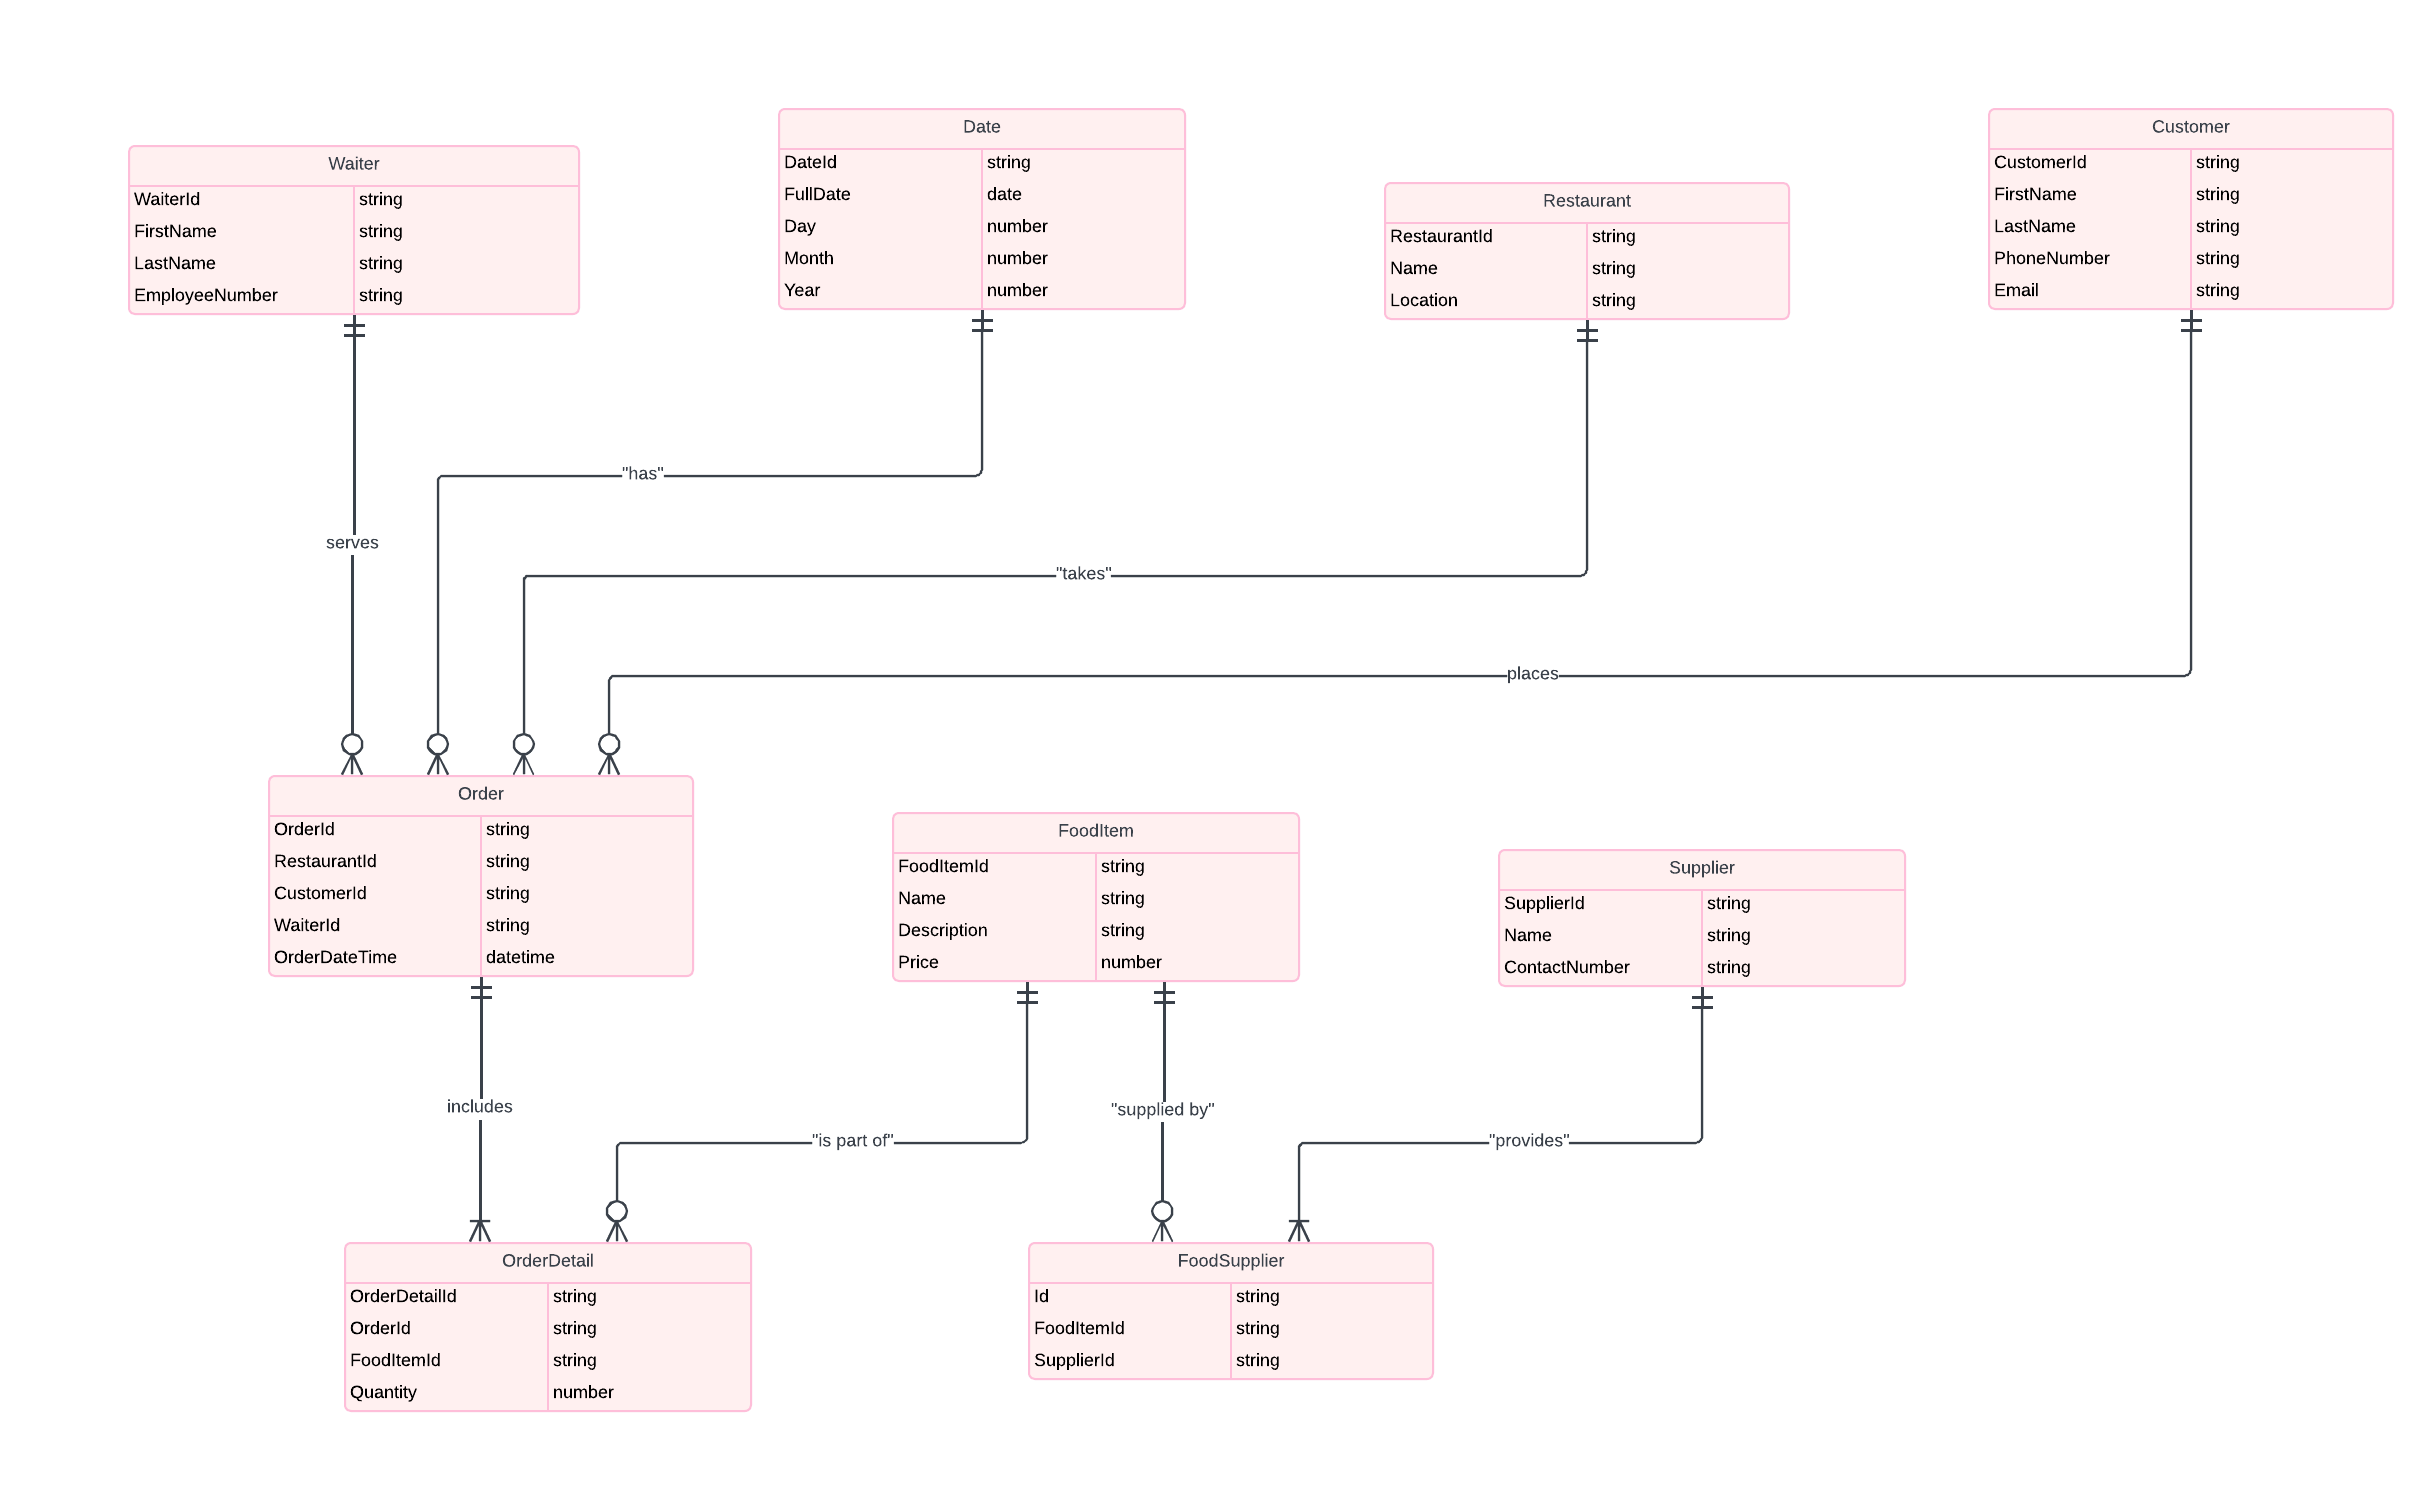 Waiter
WaiterId string
FirstName string
LastName string
EmployeeNumber string
Date
DateId string
FullDate date
Day number
Month number
Year number
Restaurant
RestaurantId string
Name string
Location string
Customer
CustomerId string
FirstName string
LastName string
PhoneNumber string
Email string
"has"
serves
"takes"
places
Order
OrderId string
RestaurantId string
CustomerId string
WaiterId string
OrderDateTime datetime
FoodItem
FoodItemId string
Name string
Description string
Price number
Supplier
SupplierId string
Name string
ContactNumber string
includes
"is part of"
"supplied by"
"provides"
OrderDetail
OrderDetailId string
OrderId string
FoodItemId string
Quantity number
FoodSupplier
Id string
FoodItemId string
SupplierId string